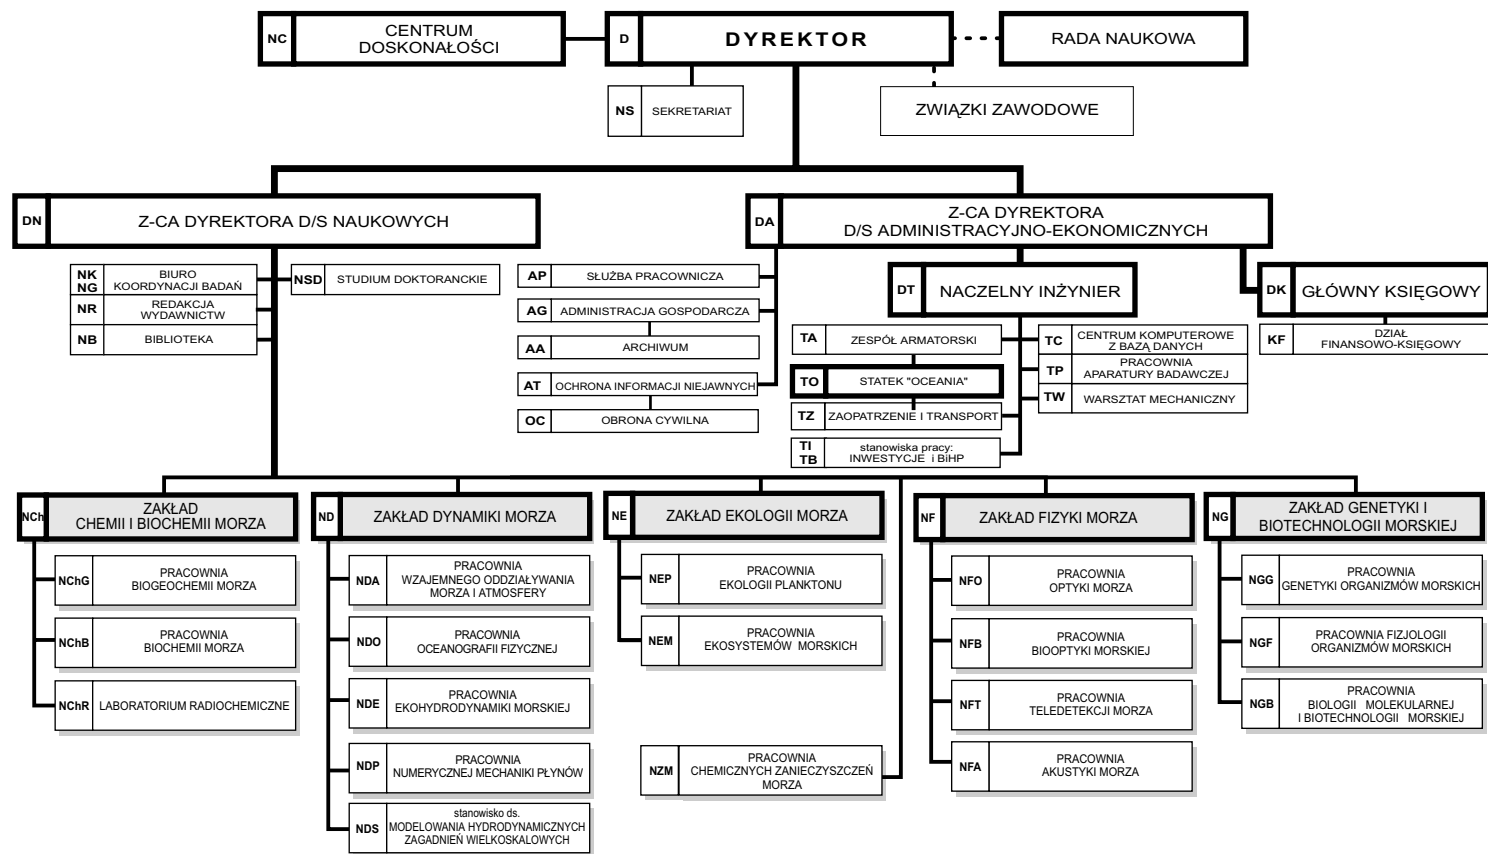 NC
CENTRUM
DOSKONAŁOŚCI
D
DYREKTOR
RADA NAUKOWA
NS
SEKRETARIAT
ZWIĄZKI ZAWODOWE
DN
Z-CA DYREKTORA D/S NAUKOWYCH
DA
Z-CA DYREKTORA
D/S ADMINISTRACYJNO-EKONOMICZNYCH
NK
NG
BIURO
KOORDYNACJI BADAŃ
NR
REDAKCJA
WYDAWNICTW
NB
BIBLIOTEKA
NSD
STUDIUM DOKTORANCKIE
AP
SŁUŻBA PRACOWNICZA
AG
ADMINISTRACJA GOSPODARCZA
AA
ARCHIWUM
AT
OCHRONA INFORMACJI NIEJAWNYCH
OC
OBRONA CYWILNA
DT
NACZELNY INŻYNIER
DK
GŁÓWNY KSIĘGOWY
TA
ZESPÓŁ ARMATORSKI
TO
STATEK "OCEANIA"
TZ
ZAOPATRZENIE I TRANSPORT
TI
TB
stanowiska pracy:
INWESTYCJE i BiHP
TC
CENTRUM KOMPUTEROWE
Z BAZĄ DANYCH
TP
PRACOWNIA
APARATURY BADAWCZEJ
TW
WARSZTAT MECHANICZNY
KF
DZIAŁ
FINANSOWO-KSIĘGOWY
NCh
ZAKŁAD
CHEMII I BIOCHEMII MORZA
NChG
PRACOWNIA
BIOGEOCHEMII MORZA
NChB
PRACOWNIA
BIOCHEMII MORZA
NChR
LABORATORIUM RADIOCHEMICZNE
ND
ZAKŁAD DYNAMIKI MORZA
NDA
PRACOWNIA
WZAJEMNEGO ODDZIAŁYWANIA
MORZA I ATMOSFERY
NDO
PRACOWNIA
OCEANOGRAFII FIZYCZNEJ
NDE
PRACOWNIA
EKOHYDRODYNAMIKI MORSKIEJ
NDP
PRACOWNIA
NUMERYCZNEJ MECHANIKI PŁYNÓW
NDS
stanowisko ds.
MODELOWANIA HYDRODYNAMICZNYCH
ZAGADNIEŃ WIELKOSKALOWYCH
NE
ZAKŁAD EKOLOGII MORZA
NEP
PRACOWNIA
EKOLOGII PLANKTONU
NEM
PRACOWNIA
EKOSYSTEMÓW MORSKICH
NZM
PRACOWNIA
CHEMICZNYCH ZANIECZYSZCZEŃ
MORZA
NF
ZAKŁAD FIZYKI MORZA
NFO
PRACOWNIA
OPTYKI MORZA
NFB
PRACOWNIA
BIOOPTYKI MORSKIEJ
NFT
PRACOWNIA
TELEDETEKCJI MORZA
NFA
PRACOWNIA
AKUSTYKI MORZA
NG
ZAKŁAD GENETYKI I
BIOTECHNOLOGII MORSKIEJ
NGG
PRACOWNIA
GENETYKI ORGANIZMÓW MORSKICH
NGF
PRACOWNIA FIZJOLOGII
ORGANIZMÓW MORSKICH
NGB
PRACOWNIA
BIOLOGII MOLEKULARNEJ
I BIOTECHNOLOGII MORSKIEJ